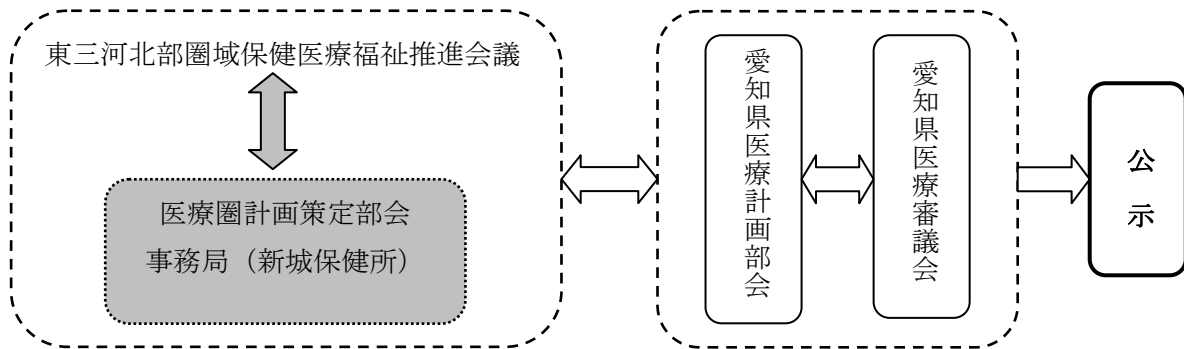 東三河北部圏域保健医療福祉推進会議
医療圏計画策定部会
事務局（新城保健所）
愛知県医療計画部会
愛知県医療審議会
公示